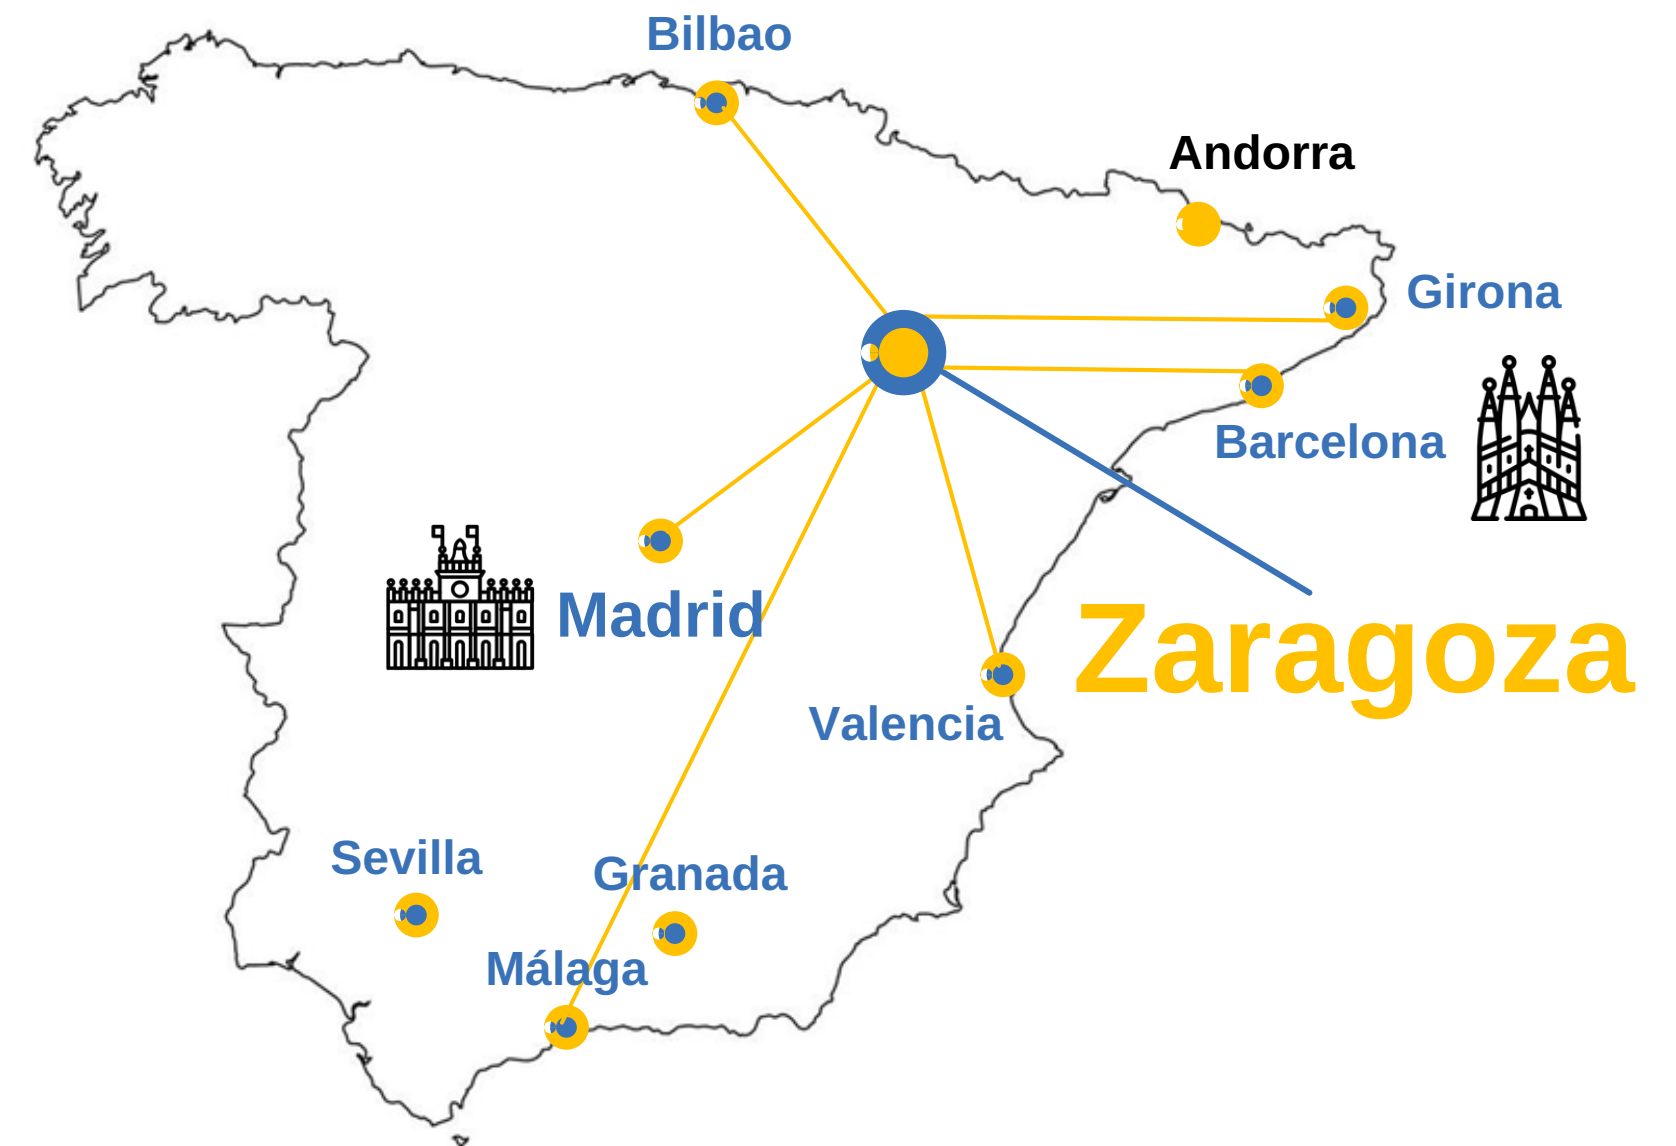 Bilbao
Andorra
Girona
Barcelona
Madrid
Zaragoza
Valencia
Sevilla
Granada
Málaga